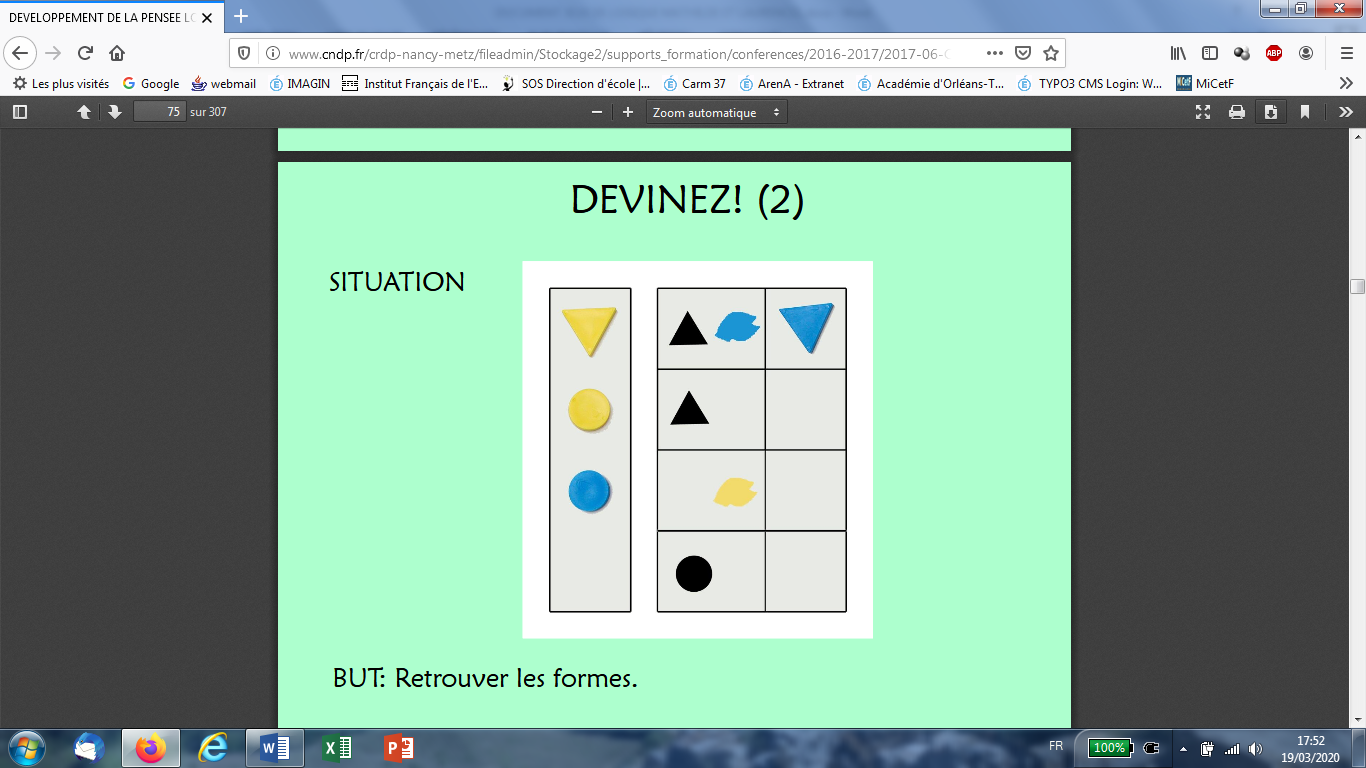 DEVELOPPEMENT DE LA PENSEE LO
www.cndp.fr/crdp-nancy-metz/fileadmin/Stockage2/supports_formation/conferences/2016-2017/2017-06-
Les plus visités Google webmail IMAGIN Institut Français de l'E... SOS Direction d'école |... Carm 37 ArenA - Extranet Académie d'Orléans-T... TYPO3 CMS Login: W... MiCetF
75 sur 307 Zoom automatique
DEVINEZ! (2)
SITUATION
BUT: Retrouver les formes.
FR 100% 17:52
19/03/2020